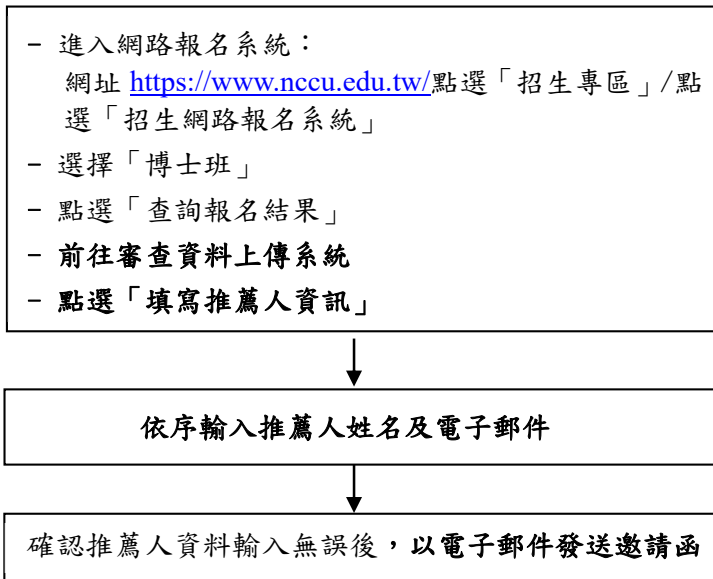 - 進入網路報名系統：
網址 https://www.nccu.edu.tw/點選「招生專區」/點
選「招生網路報名系統」
- 選擇「博士班」
- 點選「查詢報名結果」
- 前往審查資料上傳系統
- 點選「填寫推薦人資訊」
依序輸入推薦人姓名及電子郵件
確認推薦人資料輸入無誤後，以電子郵件發送邀請函